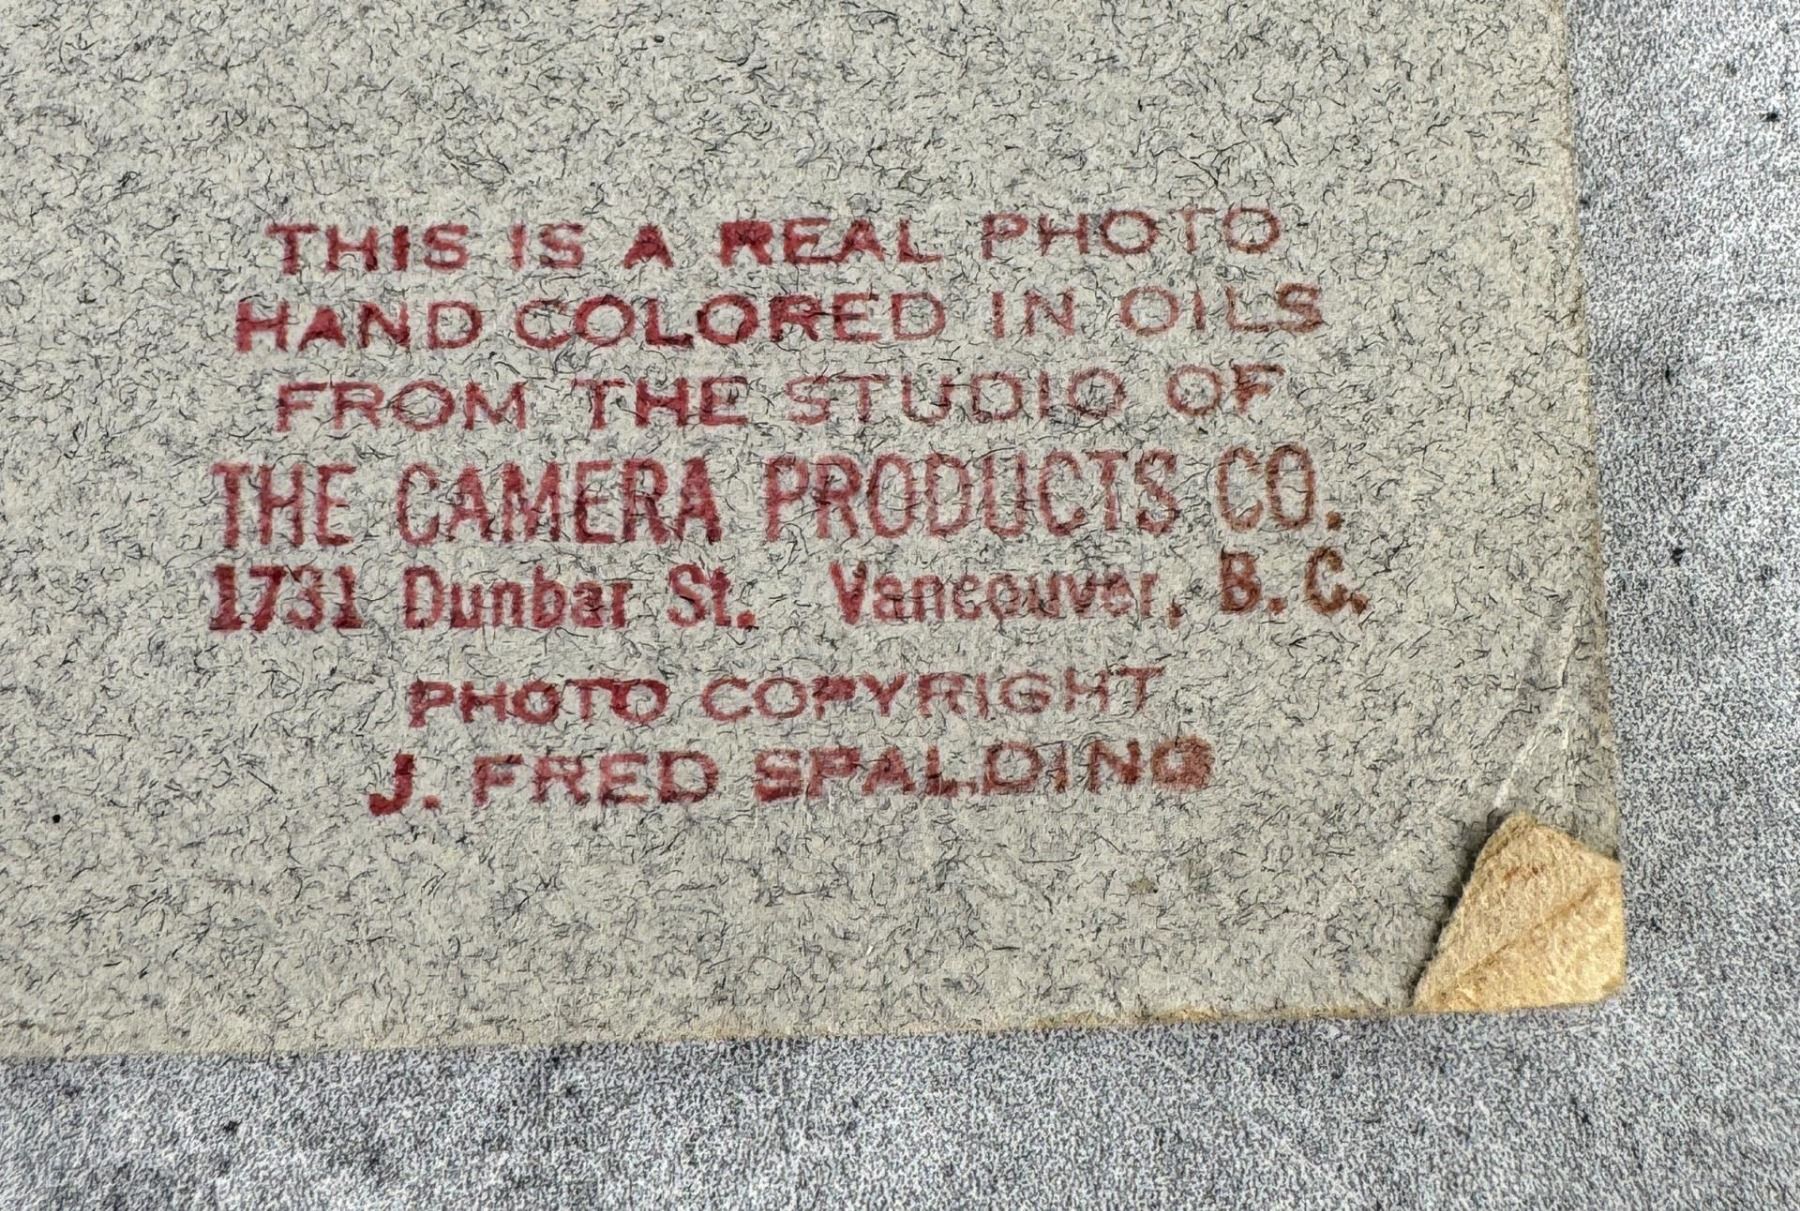 THIS IS A REAL PHOTO
HAND COLORED IN OILS
FROM THE STUDIO OF
THE CAMERA PRODUCTS CO.
1731 Dunbar St. Vancouver, B. C.
PHOTO COPYRIGHT
J. FRED SPALDING